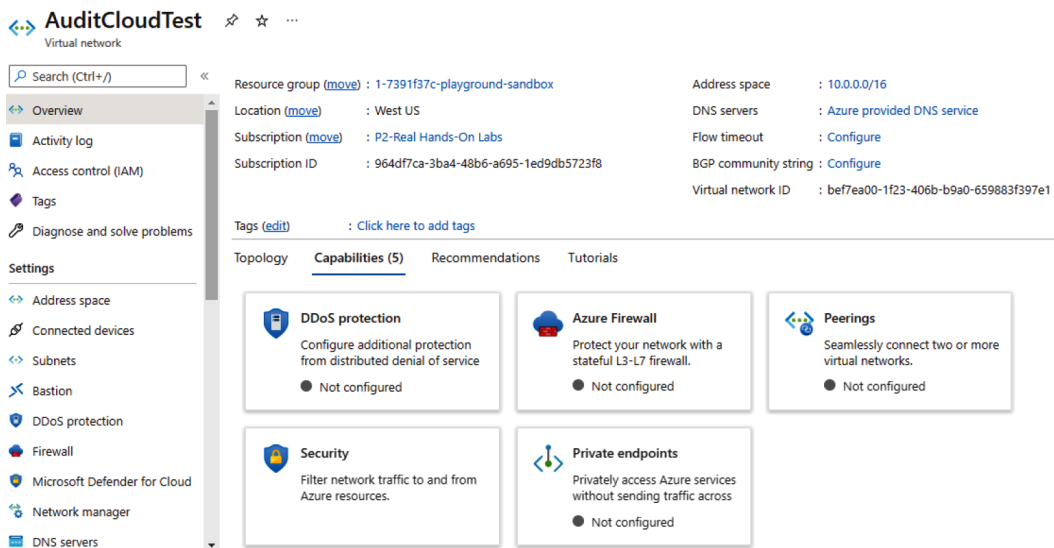 AuditCloudTest
Virtual network
Search (Ctrl+/)
Overview
Activity log
Access control (IAM)
Tags
Diagnose and solve problems
Settings
Address space
Connected devices
Subnets
Bastion
DDoS protection
Firewall
Microsoft Defender for Cloud
Network manager
DNS servers
Resource group (move) : 1-7391f37c-playground-sandbox
Location (move) : West US
Subscription (move) : P2-Real Hands-On Labs
Subscription ID : 964df7ca-3ba4-48b6-a695-1ed9db5723f8
Address space : 10.0.0.0/16
DNS servers : Azure provided DNS service
Flow timeout : Configure
BGP community string : Configure
Virtual network ID : bef7ea00-1f23-406b-b9a0-659883f397e1
Tags (edit) : Click here to add tags
Topology Capabilities (5) Recommendations Tutorials
DDoS protection
Configure additional protection
from distributed denial of service
Not configured
Azure Firewall
Protect your network with a
stateful L3-L7 firewall.
Not configured
Peerings
Seamlessly connect two or more
virtual networks.
Not configured
Security
Filter network traffic to and from
Azure resources.
Private endpoints
Privately access Azure services
without sending traffic across
Not configured